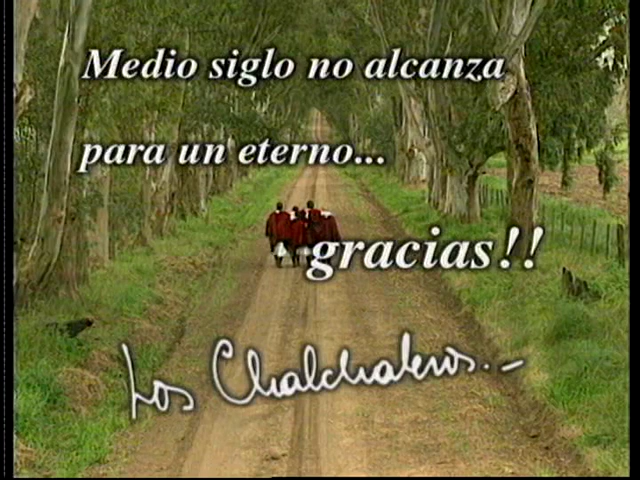 Medio siglo no alcanza
para un eterno...
gracias!!
Los Chalchaleros.-